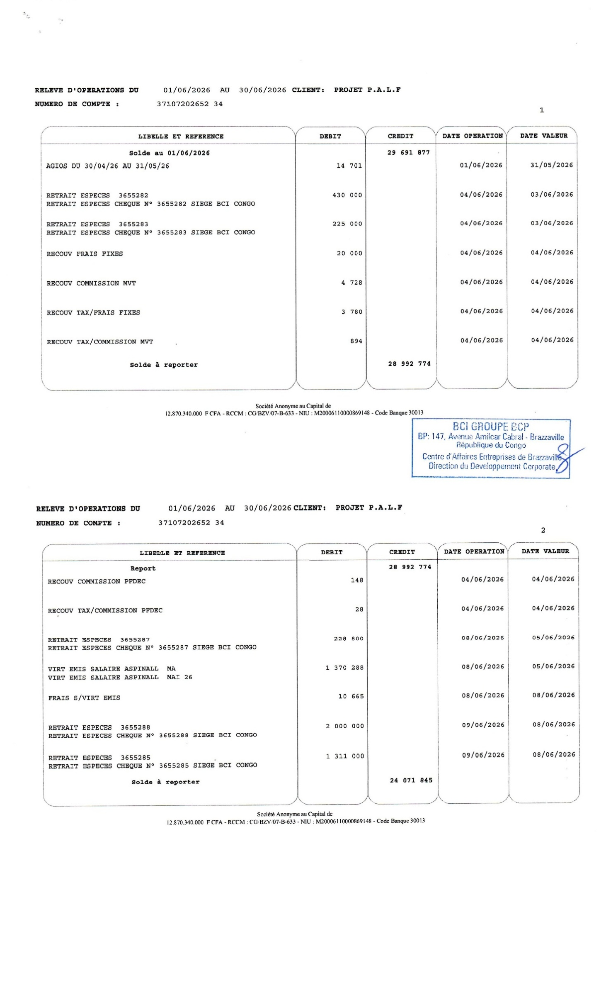 RELEVE D'OPERATIONS DU 01/06/2026 AU 30/06/2026 CLIENT: PROJET P.A.L.F
NUMERO DE COMPTE : 37107202652 34
1
LIBELLE ET REFERENCE DEBIT CREDIT DATE OPERATION DATE VALEUR
Solde au 01/06/2026 29 691 877
AGIOS DU 30/04/26 AU 31/05/26 14 701 01/06/2026 31/05/2026
RETRAIT ESPECES 3655282 430 000 04/06/2026 03/06/2026
RETRAIT ESPECES CHEQUE N° 3655282 SIEGE BCI CONGO
RETRAIT ESPECES 3655283 225 000 04/06/2026 03/06/2026
RETRAIT ESPECES CHEQUE N° 3655283 SIEGE BCI CONGO
RECOUV FRAIS FIXES 20 000 04/06/2026 04/06/2026
RECOUV COMMISSION MVT 4 728 04/06/2026 04/06/2026
RECOUV TAX/FRAIS FIXES 3 780 04/06/2026 04/06/2026
RECOUV TAX/COMMISSION MVT 894 04/06/2026 04/06/2026
Solde à reporter 28 992 774
Société Anonyme au Capital de
12.870.340.000 F CFA - RCCM : CG/BZV/07-B-633 - NIU : M20006110000869148 - Code Banque 30013
BCI GROUPE BCP
BP: 147, Avenue Amilcar Cabral - Brazzaville
République du Congo
Centre d'Affaires Entreprises de Brazzaville
Direction du Developpement Corporate
RELEVE D'OPERATIONS DU 01/06/2026 AU 30/06/2026 CLIENT: PROJET P.A.L.F
NUMERO DE COMPTE : 37107202652 34
2
LIBELLE ET REFERENCE DEBIT CREDIT DATE OPERATION DATE VALEUR
Report 28 992 774
RECOUV COMMISSION PFDEC 148 04/06/2026 04/06/2026
RECOUV TAX/COMMISSION PFDEC 28 04/06/2026 04/06/2026
RETRAIT ESPECES 3655287 228 800 08/06/2026 05/06/2026
RETRAIT ESPECES CHEQUE N° 3655287 SIEGE BCI CONGO
VIRT EMIS SALAIRE ASPINALL MA 1 370 288 08/06/2026 05/06/2026
VIRT EMIS SALAIRE ASPINALL MAI 26
FRAIS S/VIRT EMIS 10 665 08/06/2026 08/06/2026
RETRAIT ESPECES 3655288 2 000 000 09/06/2026 08/06/2026
RETRAIT ESPECES CHEQUE N° 3655288 SIEGE BCI CONGO
RETRAIT ESPECES 3655285 1 311 000 09/06/2026 08/06/2026
RETRAIT ESPECES CHEQUE N° 3655285 SIEGE BCI CONGO
Solde à reporter 24 071 845
Société Anonyme au Capital de
12.870.340.000 F CFA - RCCM : CG/BZV/07-B-633 - NIU : M20006110000869148 - Code Banque 30013